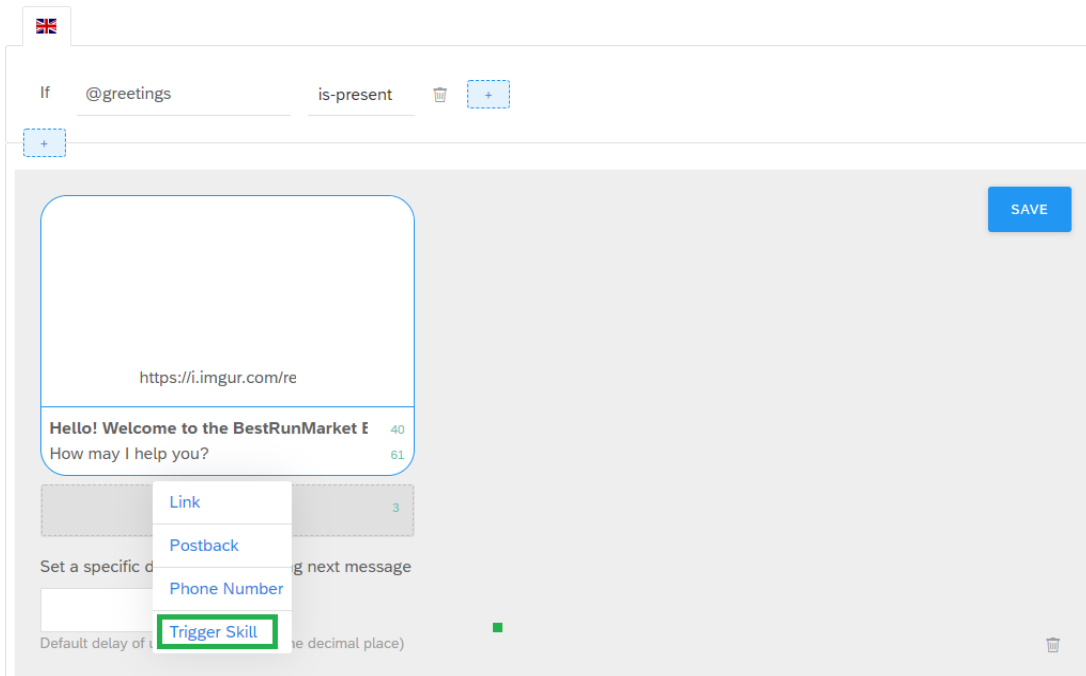 If @greetings is-present +
+
SAVE
https://i.imgur.com/re
Hello! Welcome to the BestRunMarket 40
How may I help you? 61
3
Link
Postback
Phone Number
Trigger Skill
Set a specific next message
Default delay of decimal place)